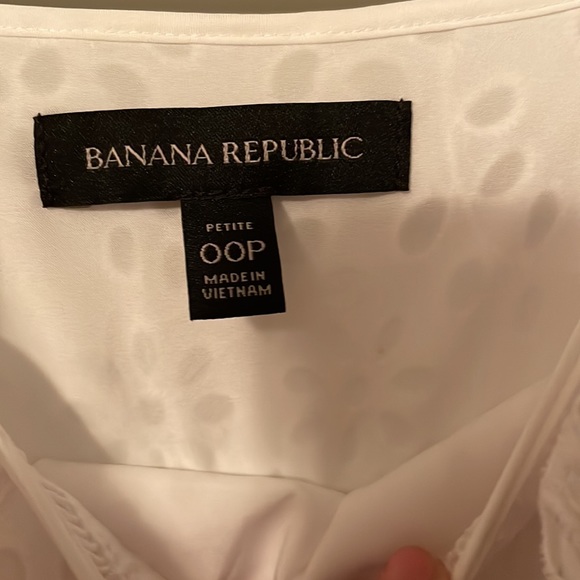 BANANA REPUBLIC
PETITE
00P
MADE IN
VIETNAM